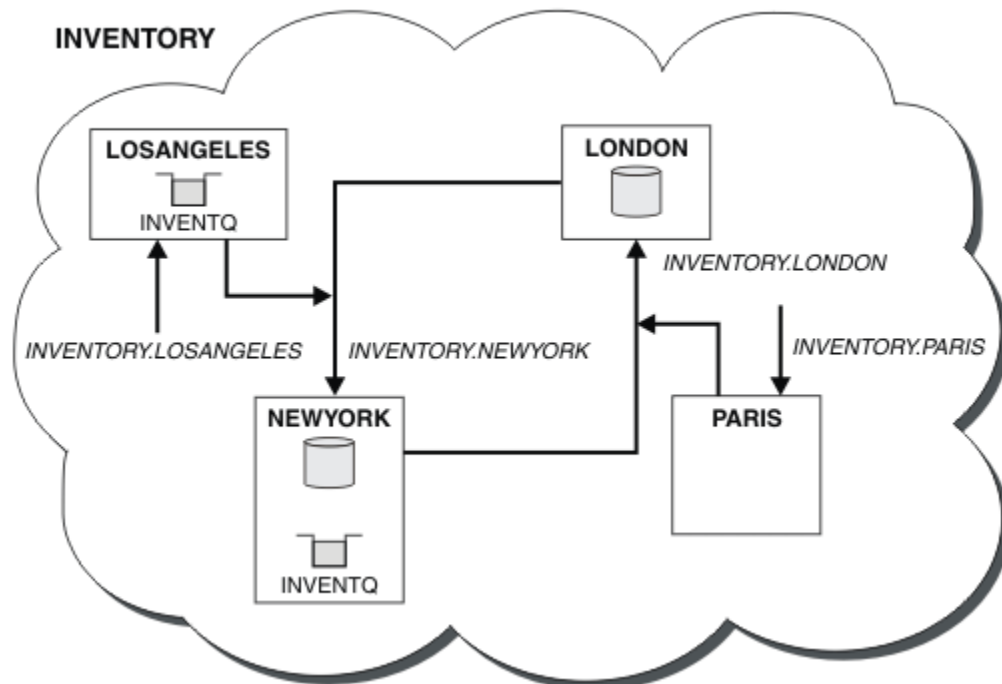 INVENTORY
LOSANGELES
INVENTQ
LONDON
INVENTORY.LONDON
INVENTORY.LOSANGELES
INVENTORY.NEWYORK
INVENTORY.PARIS
NEWYORK
INVENTQ
PARIS